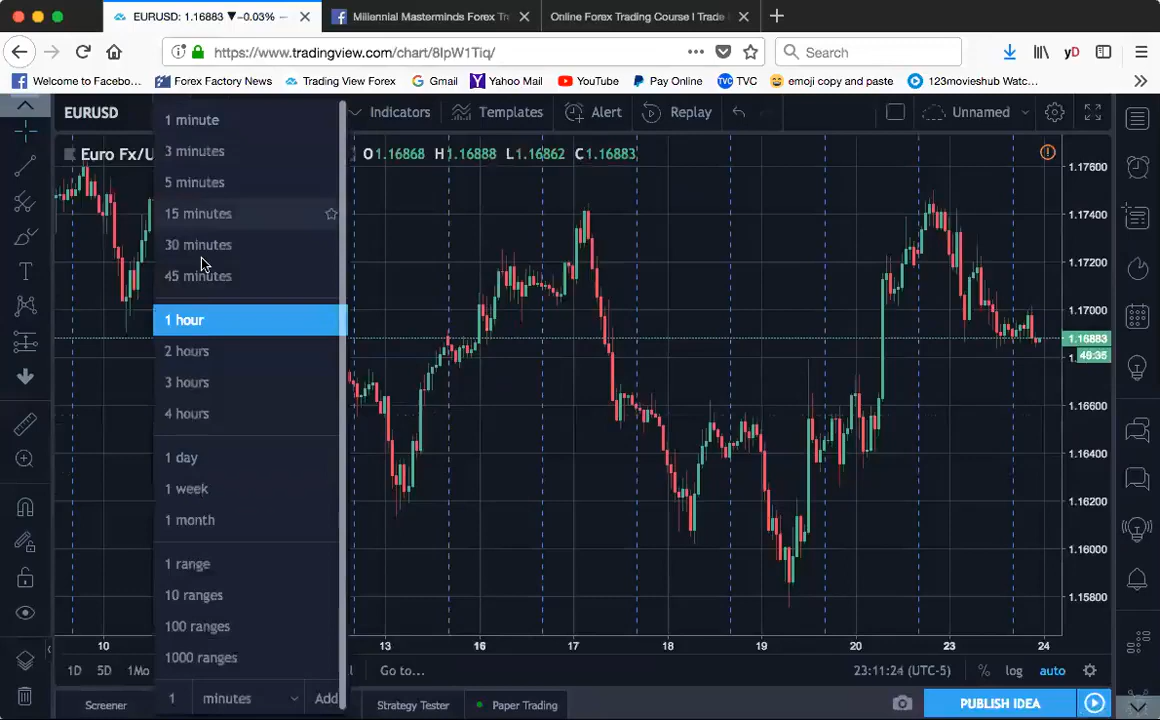 EURUSD: 1.16883 ▼−0.03%
Millennial Masterminds Forex Tr
Online Forex Trading Course I Trade
https://www.tradingview.com/chart/8IpW1Tiq/
Search
yD
Welcome to Facebo...
Forex Factory News
Trading View Forex
Gmail
Yahoo Mail
YouTube
Pay Online
TVC TVC
emoji copy and paste
123movieshub Watc...
EURUSD
Indicators
Templates
Alert
Replay
Unnamed
Euro Fx/U
O1.16868 H1.16888 L1.16862 C1.16883
1 minute
3 minutes
5 minutes
15 minutes
30 minutes
45 minutes
1 hour
2 hours
3 hours
4 hours
1 day
1 week
1 month
1 range
10 ranges
100 ranges
1000 ranges
1 minutes Add
1.17600
1.17400
1.17200
1.17000
1.16883
48:35
1.16600
1.16400
1.16200
1.16000
1.15800
10 13 16 17 18 19 20 23 24
1D 5D 1Mo
Go to...
23:11:24 (UTC-5)
% log auto
Screener
Strategy Tester
Paper Trading
PUBLISH IDEA